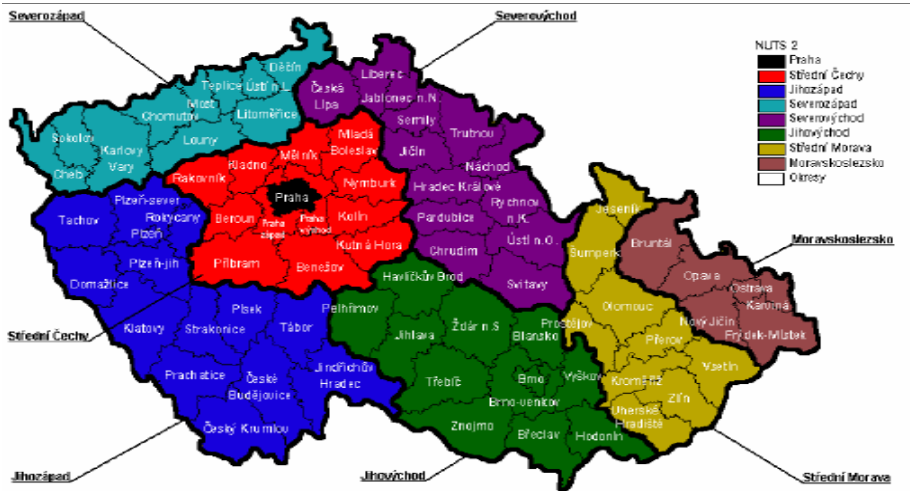 Severozápad
Severovýchod
NUTS 2
Praha
Střední Čechy
Jihozápad
Severozápad
Severovýchod
Jihovýchod
Střední Morava
Moravskoslezsko
Okresy
Děčín
Teplice
Ústí n.L.
Most
Chomutov
Litoměřice
Louny
Sokolov
Karlovy
Vary
Cheb
Liberec
Česká
Lípa
Jablonec n.N.
Semily
Trutnov
Jičín
Náchod
Hradec Králové
Rychnov
n.K.
Pardubice
Ústí n.O.
Chrudim
Svitavy
Mladá
Boleslav
Mělník
Kladno
Rakovník
Nymburk
Praha
Beroun
Praha
západ
Praha
východ
Kolín
Kutná Hora
Příbram
Benešov
Plzeň-sever
Tachov
Rokycany
Plzeň
Plzeň-jih
Domažlice
Klatovy
Písek
Strakonice
Tábor
Prachatice
České
Budějovice
Jindřichův
Hradec
Český Krumlov
Havlíčkův Brod
Pelhřimov
Jihlava
Žďár n.S
Blansko
Třebíč
Brno
Vyškov
Brno-venkov
Znojmo
Břeclav
Hodonín
Jeseník
Šumperk
Olomouc
Prostějov
Přerov
Kroměříž
Vsetín
Zlín
Uherské
Hradiště
Bruntál
Opava
Ostrava
Karviná
Nový Jičín
Frýdek-Místek
Moravskoslezsko
Střední Čechy
Jihozápad
Jihovýchod
Střední Morava